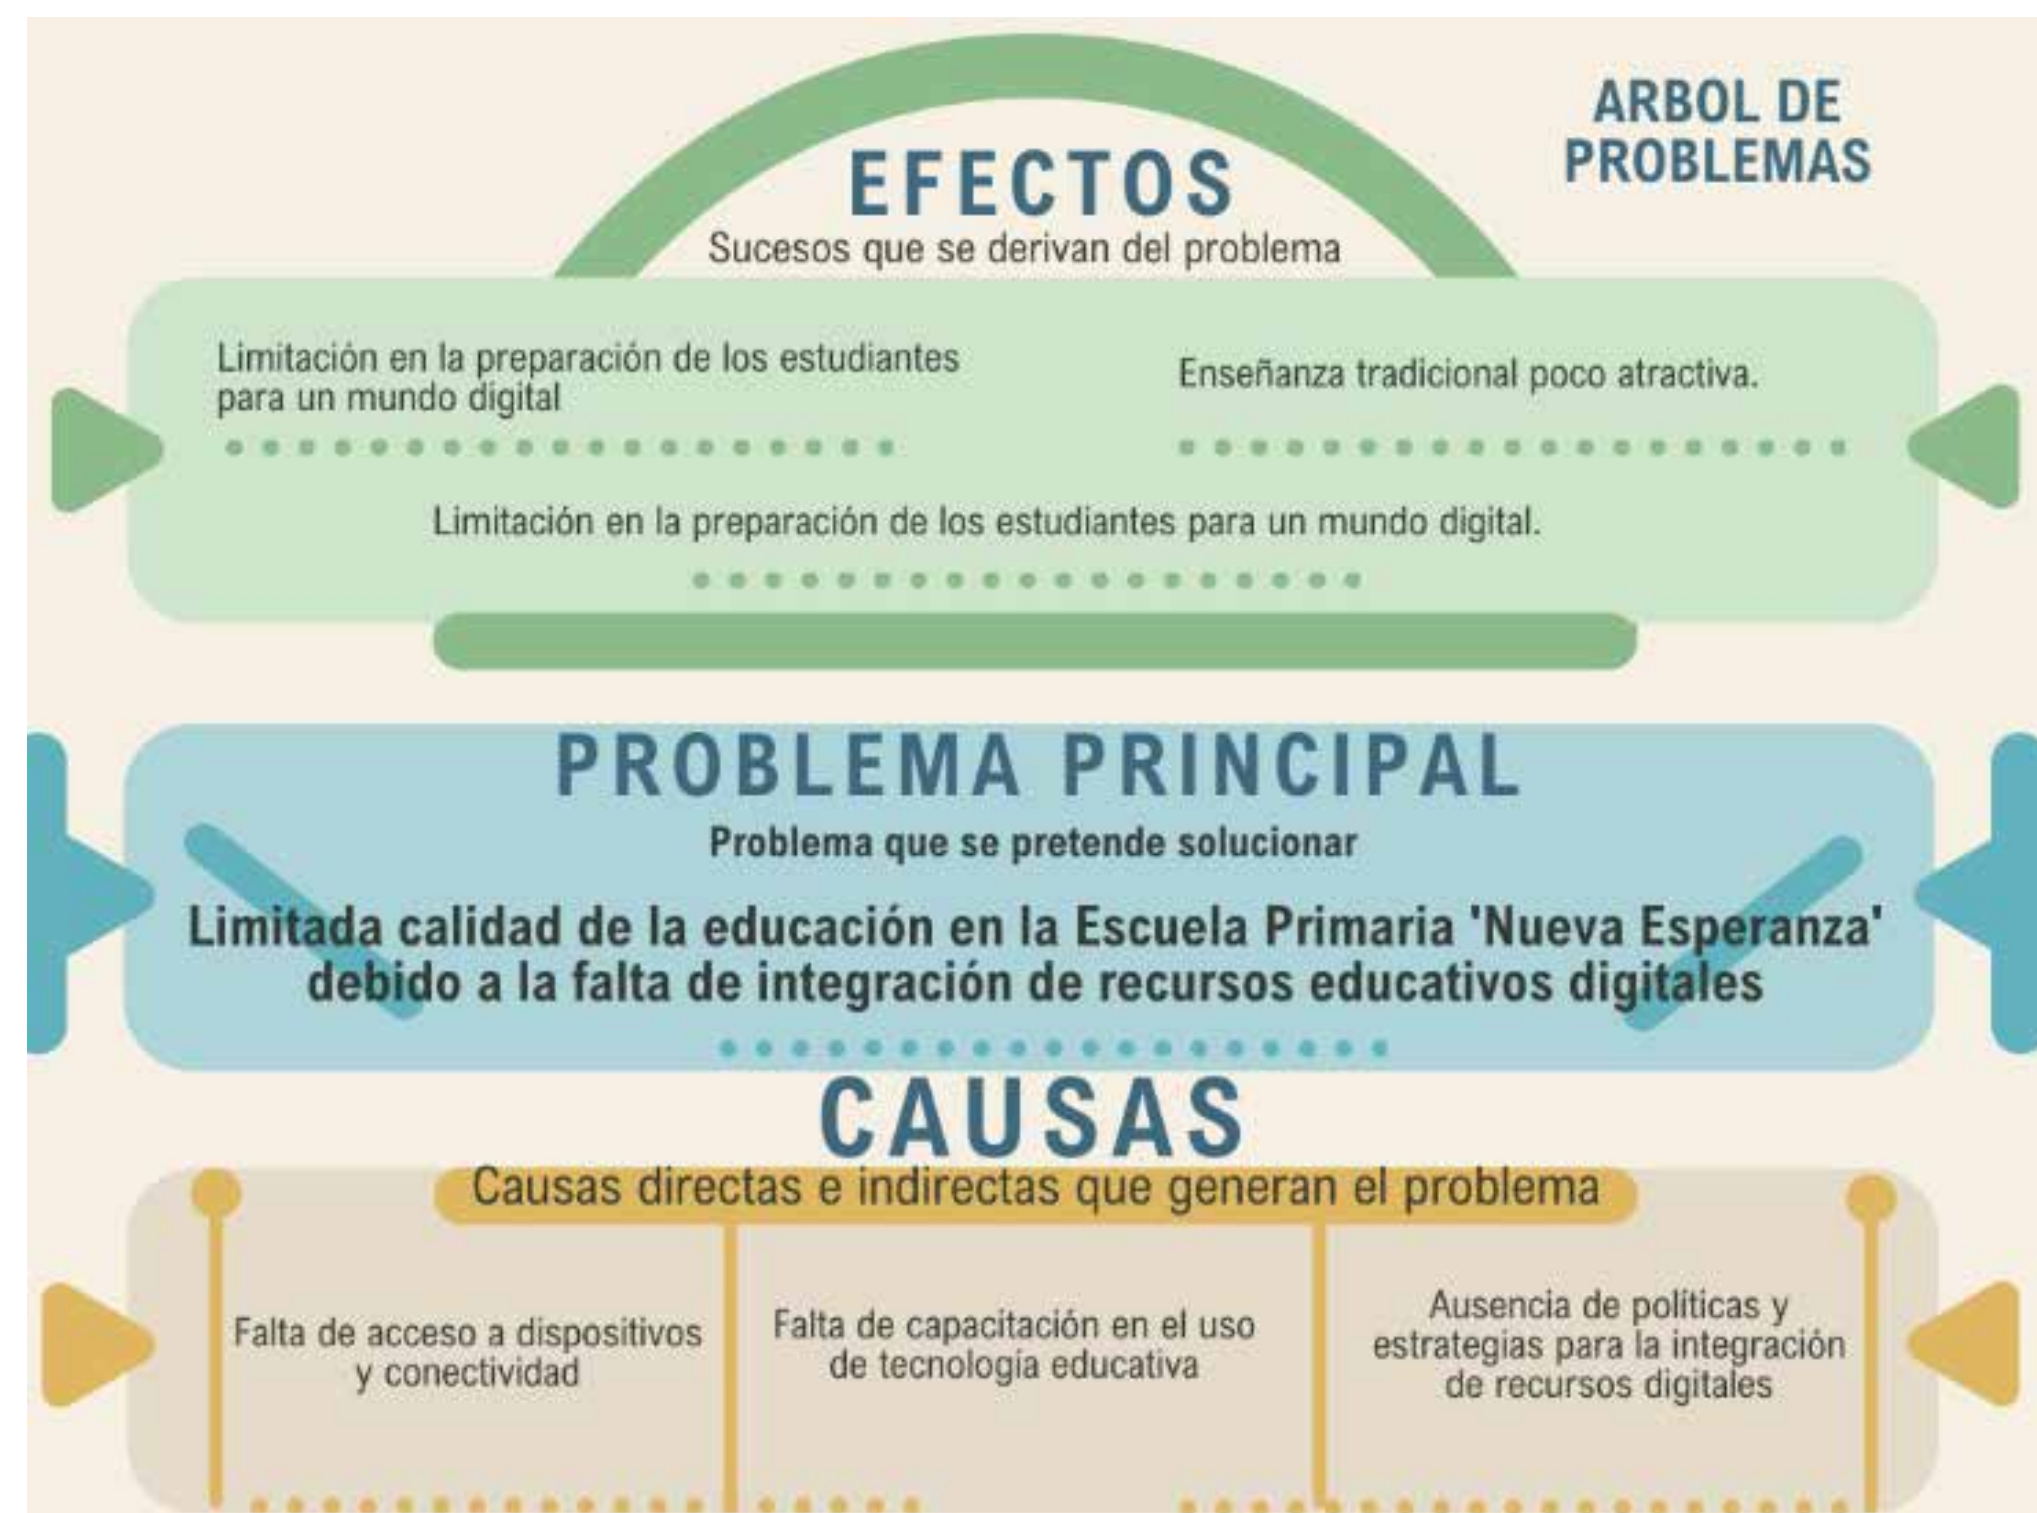 ARBOL DE
PROBLEMAS
EFECTOS
Sucesos que se derivan del problema
Limitación en la preparación de los estudiantes
para un mundo digital
Enseñanza tradicional poco atractiva.
Limitación en la preparación de los estudiantes para un mundo digital.
PROBLEMA PRINCIPAL
Problema que se pretende solucionar
Limitada calidad de la educación en la Escuela Primaria 'Nueva Esperanza'
debido a la falta de integración de recursos educativos digitales
CAUSAS
Causas directas e indirectas que generan el problema
Falta de acceso a dispositivos
y conectividad
Falta de capacitación en el uso
de tecnología educativa
Ausencia de políticas y
estrategias para la integración
de recursos digitales